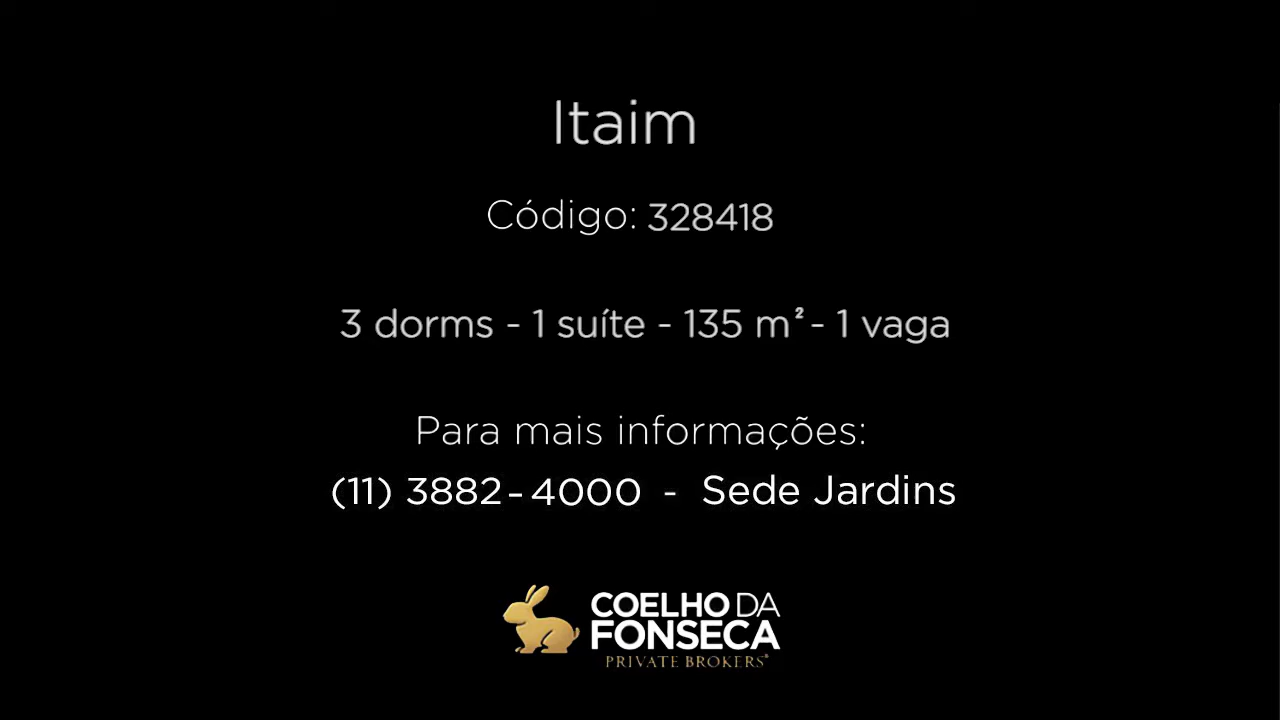 Itaim
Código: 328418
3 dorms - 1 suíte - 135 m² - 1 vaga
Para mais informações:
(11) 3882-4000 - Sede Jardins
COELHO DA
FONSECA
PRIVATE BROKERS®